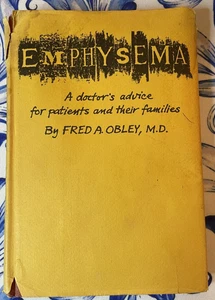 EMPHYSEMA
A doctor's advice
for patients and their families
By FRED A. OBLEY, M.D.